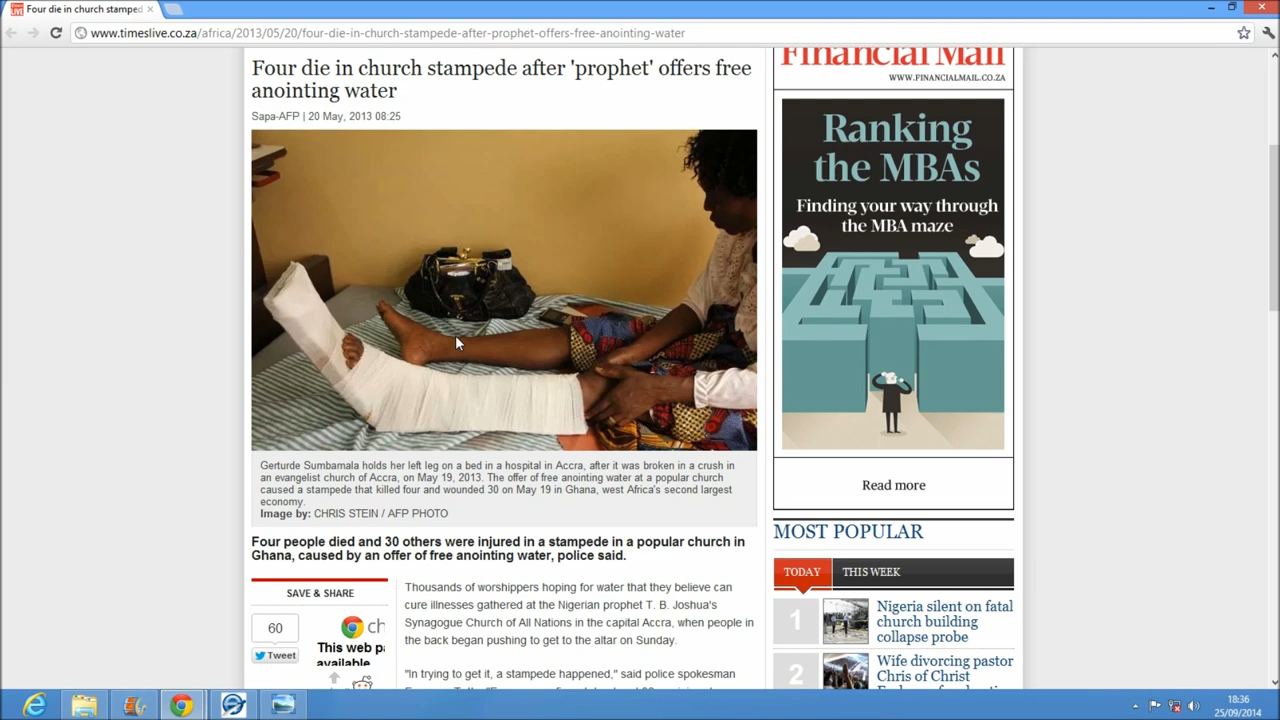 Four die in church stamped
www.timeslive.co.za/africa/2013/05/20/four-die-in-church-stampede-after-prophet-offers-free-anointing-water
Four die in church stampede after 'prophet' offers free
anointing water
Sapa-AFP | 20 May, 2013 08:25
Gerturde Sumbamala holds her left leg on a bed in a hospital in Accra, after it was broken in a crush in
an evangelist church of Accra, on May 19, 2013. The offer of free anointing water at a popular church
caused a stampede that killed four and wounded 30 on May 19 in Ghana, west Africa's second largest
economy.
Image by: CHRIS STEIN / AFP PHOTO
Four people died and 30 others were injured in a stampede in a popular church in
Ghana, caused by an offer of free anointing water, police said.
SAVE & SHARE
60
Tweet
ch
This web p
available
Thousands of worshippers hoping for water that they believe can
cure illnesses gathered at the Nigerian prophet T. B. Joshua's
Synagogue Church of All Nations in the capital Accra, when people in
the back began pushing to get to the altar on Sunday.
"In trying to get it, a stampede happened," said police spokesman
Financial Mail
WWW.FINANCIALMAIL.CO.ZA
Ranking
the MBAs
Finding your way through
the MBA maze
Read more
MOST POPULAR
TODAY
THIS WEEK
1
Nigeria silent on fatal
church building
collapse probe
2
Wife divorcing pastor
Chris of Christ
18:36
25/09/2014